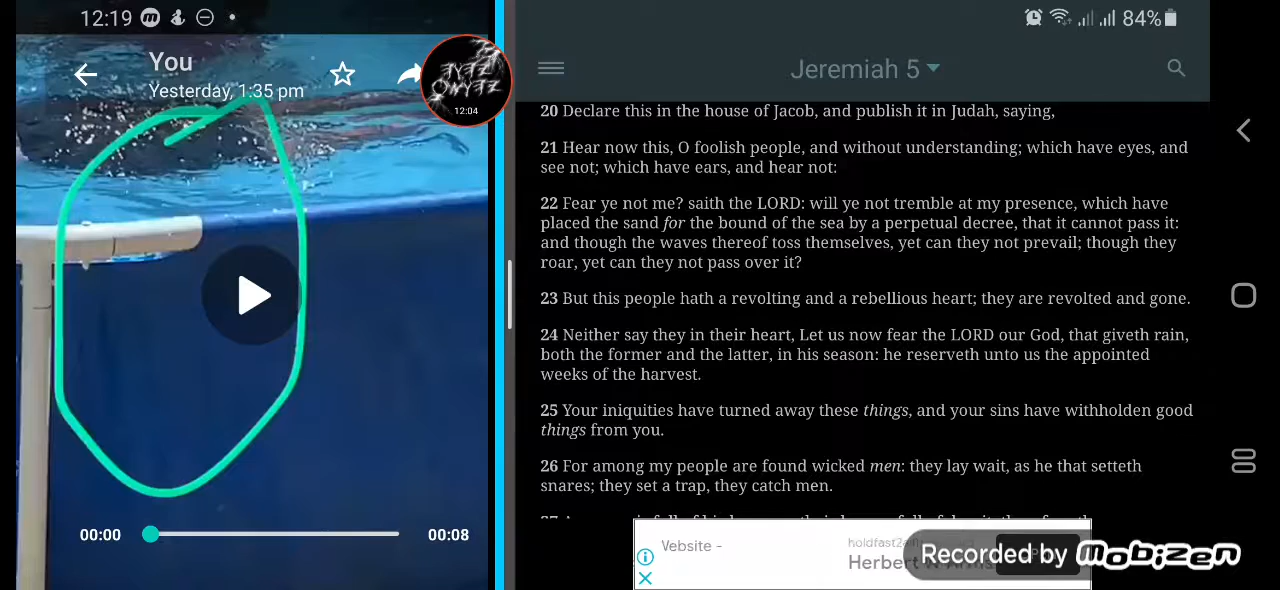 12:19
84%
You
Yesterday, 1:35 pm
12:04
Jeremiah 5
20 Declare this in the house of Jacob, and publish it in Judah, saying,
21 Hear now this, O foolish people, and without understanding; which have eyes, and
see not; which have ears, and hear not:
22 Fear ye not me? saith the LORD: will ye not tremble at my presence, which have
placed the sand for the bound of the sea by a perpetual decree, that it cannot pass it:
and though the waves thereof toss themselves, yet can they not prevail; though they
roar, yet can they not pass over it?
23 But this people hath a revolting and a rebellious heart; they are revolted and gone.
24 Neither say they in their heart, Let us now fear the LORD our God, that giveth rain,
both the former and the latter, in his season: he reserveth unto us the appointed
weeks of the harvest.
25 Your iniquities have turned away these things, and your sins have withholden good
things from you.
26 For among my people are found wicked men: they lay wait, as he that setteth
snares; they set a trap, they catch men.
00:00
00:08
Website -
Herbert W
Recorded by MOBIZEN